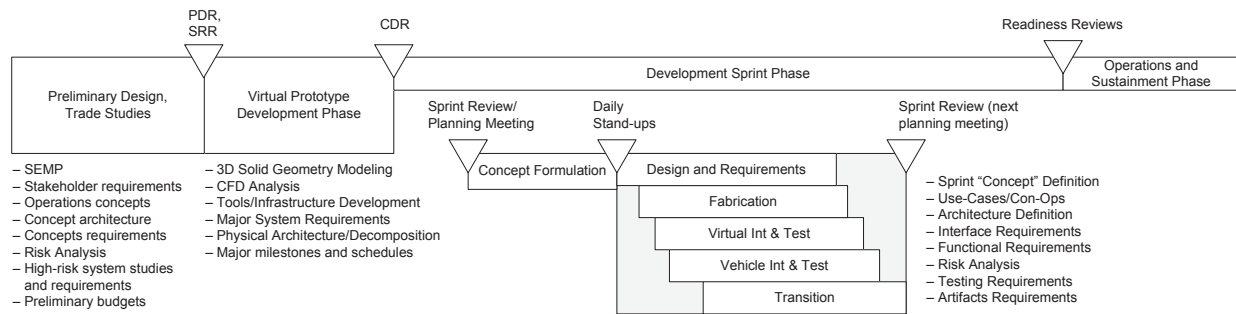 PDR,
SRR
CDR
Readiness Reviews
Preliminary Design,
Trade Studies
Virtual Prototype
Development Phase
Development Sprint Phase
Operations and
Sustainment Phase
Sprint Review/
Planning Meeting
Daily
Stand-ups
Sprint Review (next
planning meeting)
Concept Formulation
Design and Requirements
Fabrication
Virtual Int & Test
Vehicle Int & Test
Transition
– SEMP
– Stakeholder requirements
– Operations concepts
– Concept architecture
– Concepts requirements
– Risk Analysis
– High-risk system studies
and requirements
– Preliminary budgets
– 3D Solid Geometry Modeling
– CFD Analysis
– Tools/Infrastructure Development
– Major System Requirements
– Physical Architecture/Decomposition
– Major milestones and schedules
– Sprint “Concept” Definition
– Use-Cases/Con-Ops
– Architecture Definition
– Interface Requirements
– Functional Requirements
– Risk Analysis
– Testing Requirements
– Artifacts Requirements